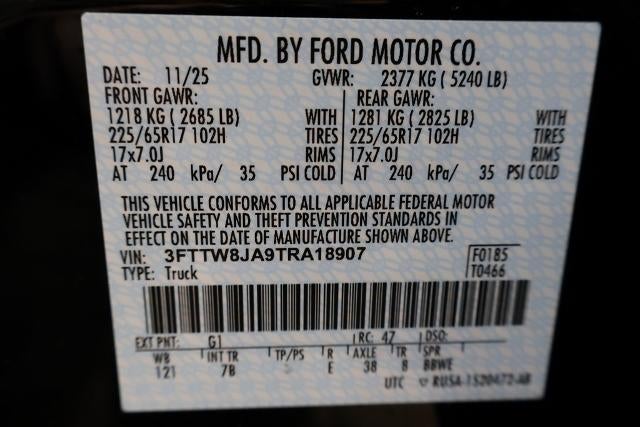 MFD. BY FORD MOTOR CO.
DATE: 11/25 GVWR: 2377 KG ( 5240 LB)
FRONT GAWR: REAR GAWR:
1218 KG ( 2685 LB) WITH 1281 KG ( 2825 LB) WITH
225/65R17 102H TIRES 225/65R17 102H TIRES
17x7.0J RIMS 17x7.0J RIMS
AT 240 kPa/ 35 PSI COLD AT 240 kPa/ 35 PSI COLD
THIS VEHICLE CONFORMS TO ALL APPLICABLE FEDERAL MOTOR
VEHICLE SAFETY AND THEFT PREVENTION STANDARDS IN
EFFECT ON THE DATE OF MANUFACTURE SHOWN ABOVE.
VIN: 3FTTW8JA9TRA18907 F0185
TYPE: Truck T0466
EXT PNT: G1 RC: 47 DSO:
WB INT TR TP/PS R AXLE TR SPR
121 7B E 38 8 BBWE
UTC RUSA-1520472-AB